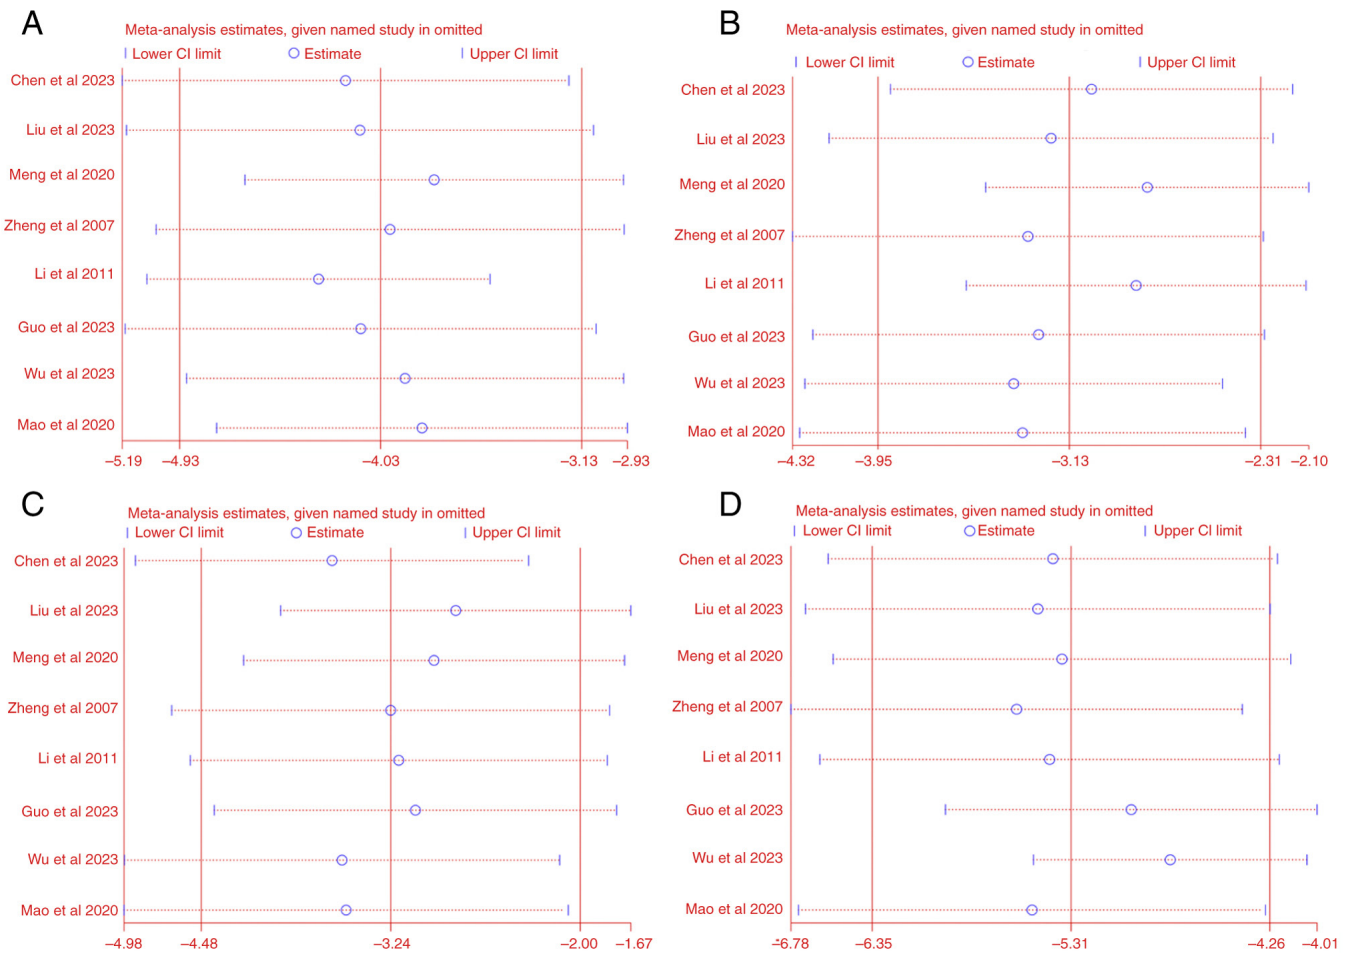 A
Meta-analysis estimates, given named study in omitted
Lower CI limit Estimate Upper CI limit
Chen et al 2023
Liu et al 2023
Meng et al 2020
Zheng et al 2007
Li et al 2011
Guo et al 2023
Wu et al 2023
Mao et al 2020
−5.19 −4.93 −4.03 −3.13 −2.93
B
Meta-analysis estimates, given named study in omitted
Lower CI limit Estimate Upper CI limit
Chen et al 2023
Liu et al 2023
Meng et al 2020
Zheng et al 2007
Li et al 2011
Guo et al 2023
Wu et al 2023
Mao et al 2020
−4.32 −3.95 −3.13 −2.31 −2.10
C
Meta-analysis estimates, given named study in omitted
Lower CI limit Estimate Upper CI limit
Chen et al 2023
Liu et al 2023
Meng et al 2020
Zheng et al 2007
Li et al 2011
Guo et al 2023
Wu et al 2023
Mao et al 2020
−4.98 −4.48 −3.24 −2.00 −1.67
D
Meta-analysis estimates, given named study in omitted
Lower CI limit Estimate Upper CI limit
Chen et al 2023
Liu et al 2023
Meng et al 2020
Zheng et al 2007
Li et al 2011
Guo et al 2023
Wu et al 2023
Mao et al 2020
−6.78 −6.35 −5.31 −4.26 −4.01